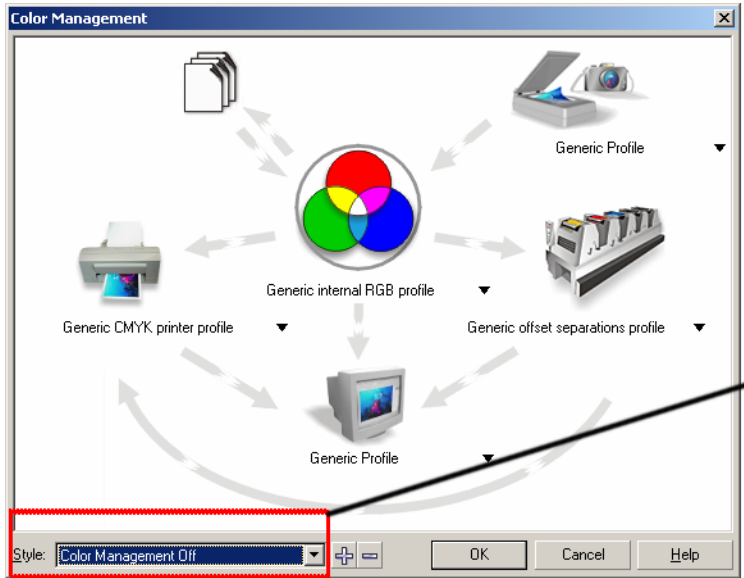 Color Management
Generic Profile
Generic internal RGB profile
Generic CMYK printer profile
Generic offset separations profile
Generic Profile
Style: Color Management Off
OK Cancel Help